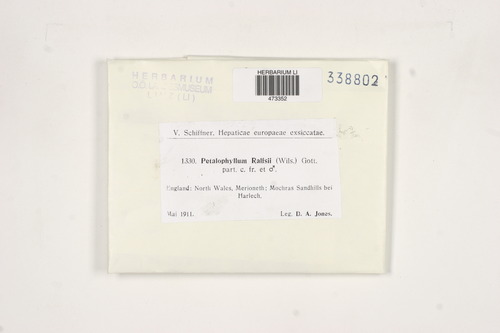 HERBARIUM
HERBARIUM LI
473352
338802
V. Schiffner. Hepaticae europaeae exsiccatae.
1330. Petalophyllum Ralfsii (Wils.) Gott.
part. c. fr. et ♂.
England: North Wales, Merioneth; Mochras Sandhills bei
Harlech.
Mai 1911. Leg. D. A. Jones.